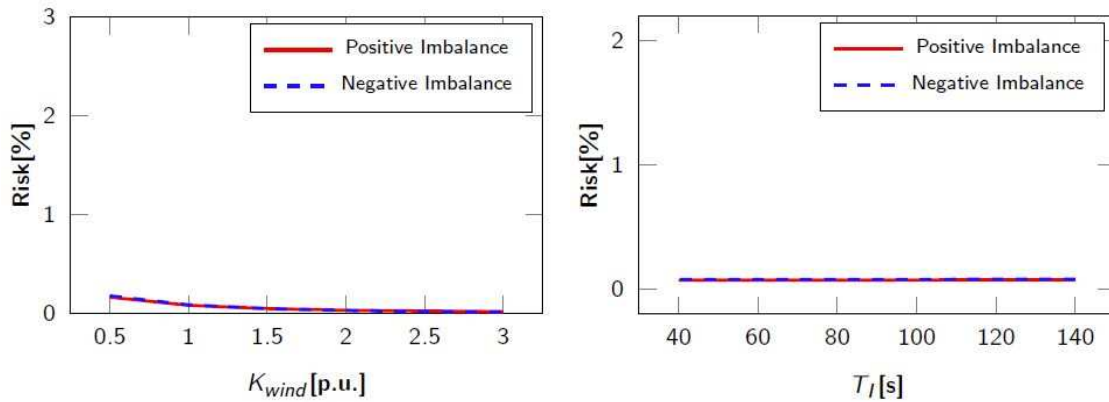 3
2
1
0
Risk[%]
Positive Imbalance
Negative Imbalance
0.5 1 1.5 2 2.5 3
K_wind[p.u.]
2
1
0
Risk[%]
Positive Imbalance
Negative Imbalance
40 60 80 100 120 140
T_I[s]